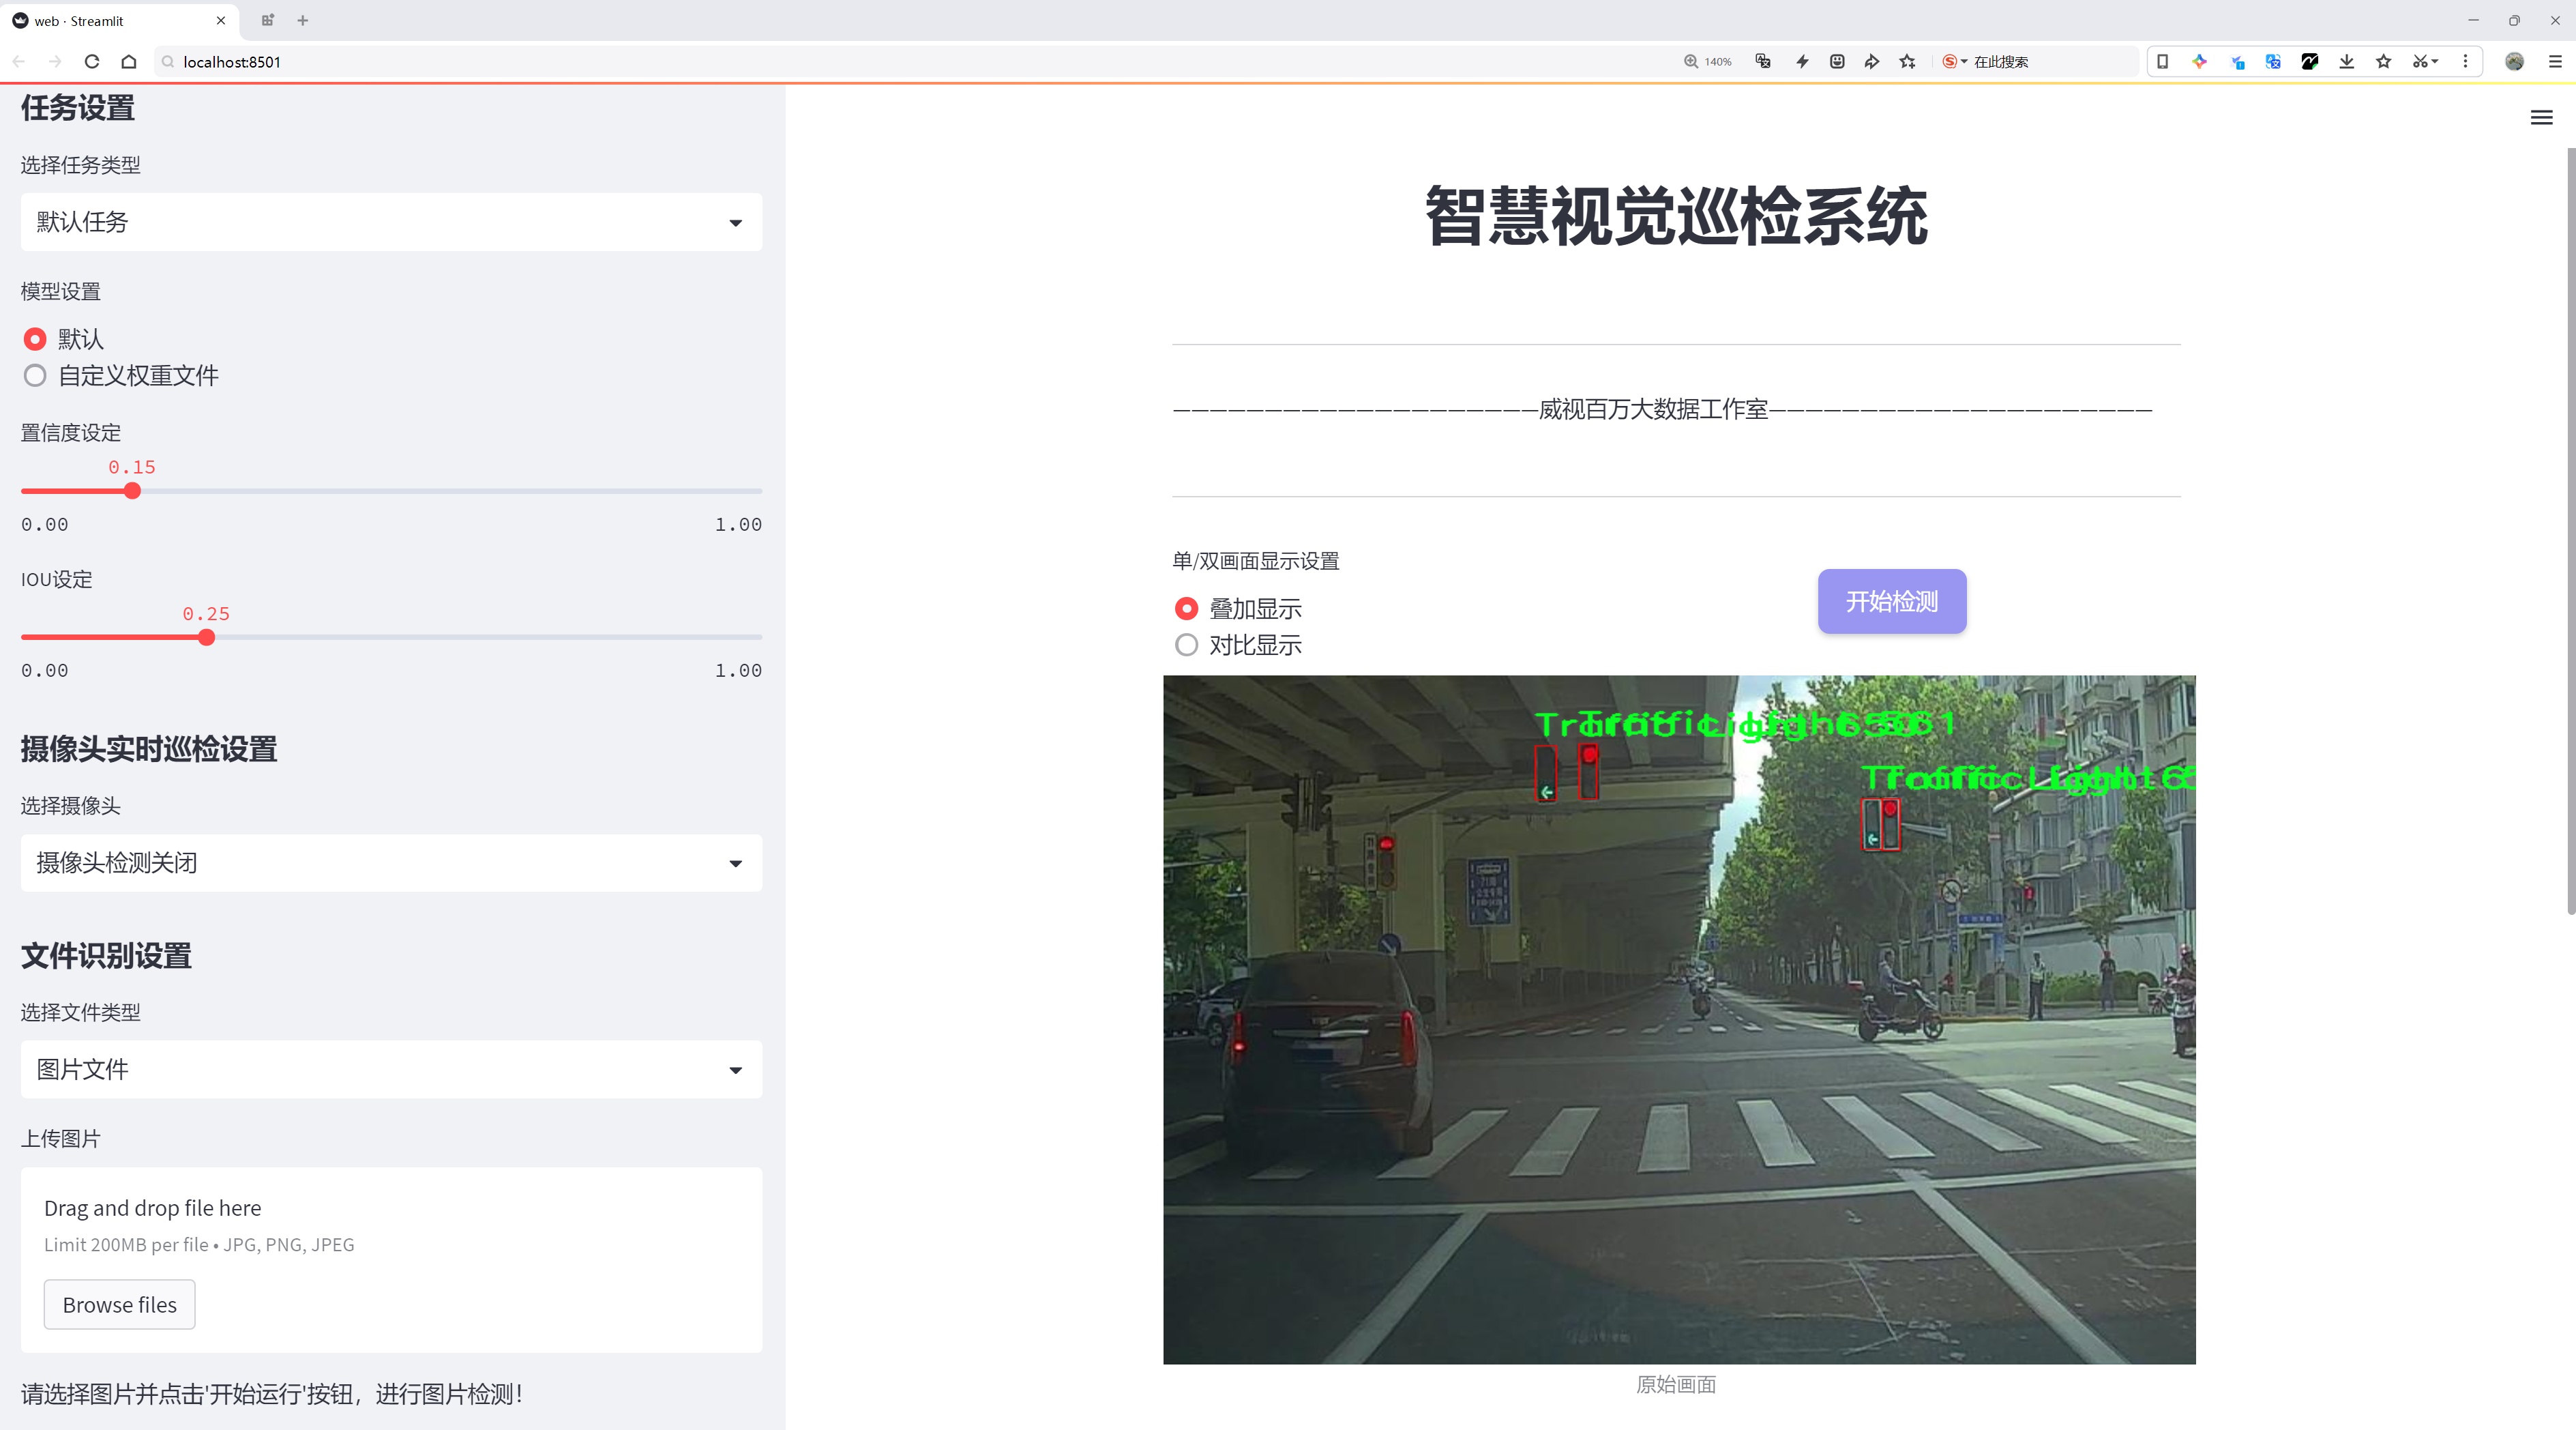 web · Streamlit
localhost:8501
140%
在此搜索
任务设置
选择任务类型
默认任务
模型设置
默认
自定义权重文件
置信度设定
0.15
0.00
1.00
IOU设定
0.25
0.00
1.00
摄像头实时巡检设置
选择摄像头
摄像头检测关闭
文件识别设置
选择文件类型
图片文件
上传图片
Drag and drop file here
Limit 200MB per file • JPG, PNG, JPEG
Browse files
请选择图片并点击'开始运行'按钮，进行图片检测！
智慧视觉巡检系统
————————————————————威视百万大数据工作室—————————————————————
单/双画面显示设置
叠加显示
对比显示
开始检测
原始画面